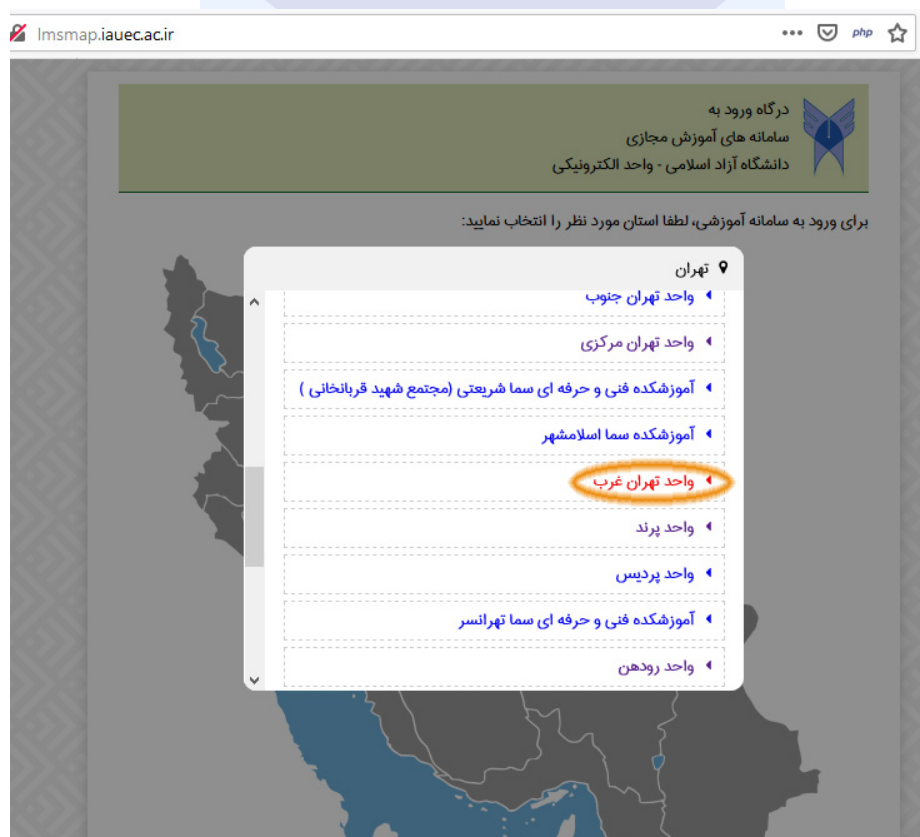 lmsmap.iauec.ac.ir
php
درگاه ورود به
سامانه های آموزش مجازی
دانشگاه آزاد اسلامی - واحد الکترونیکی
برای ورود به سامانه آموزشی، لطفا استان مورد نظر را انتخاب نمایید:
تهران
واحد تهران جنوب
واحد تهران مرکزی
آموزشکده فنی و حرفه ای سما شریعتی (مجتمع شهید قربانخانی )
آموزشکده سما اسلامشهر
واحد تهران غرب
واحد پرند
واحد پردیس
آموزشکده فنی و حرفه ای سما تهرانسر
واحد رودهن